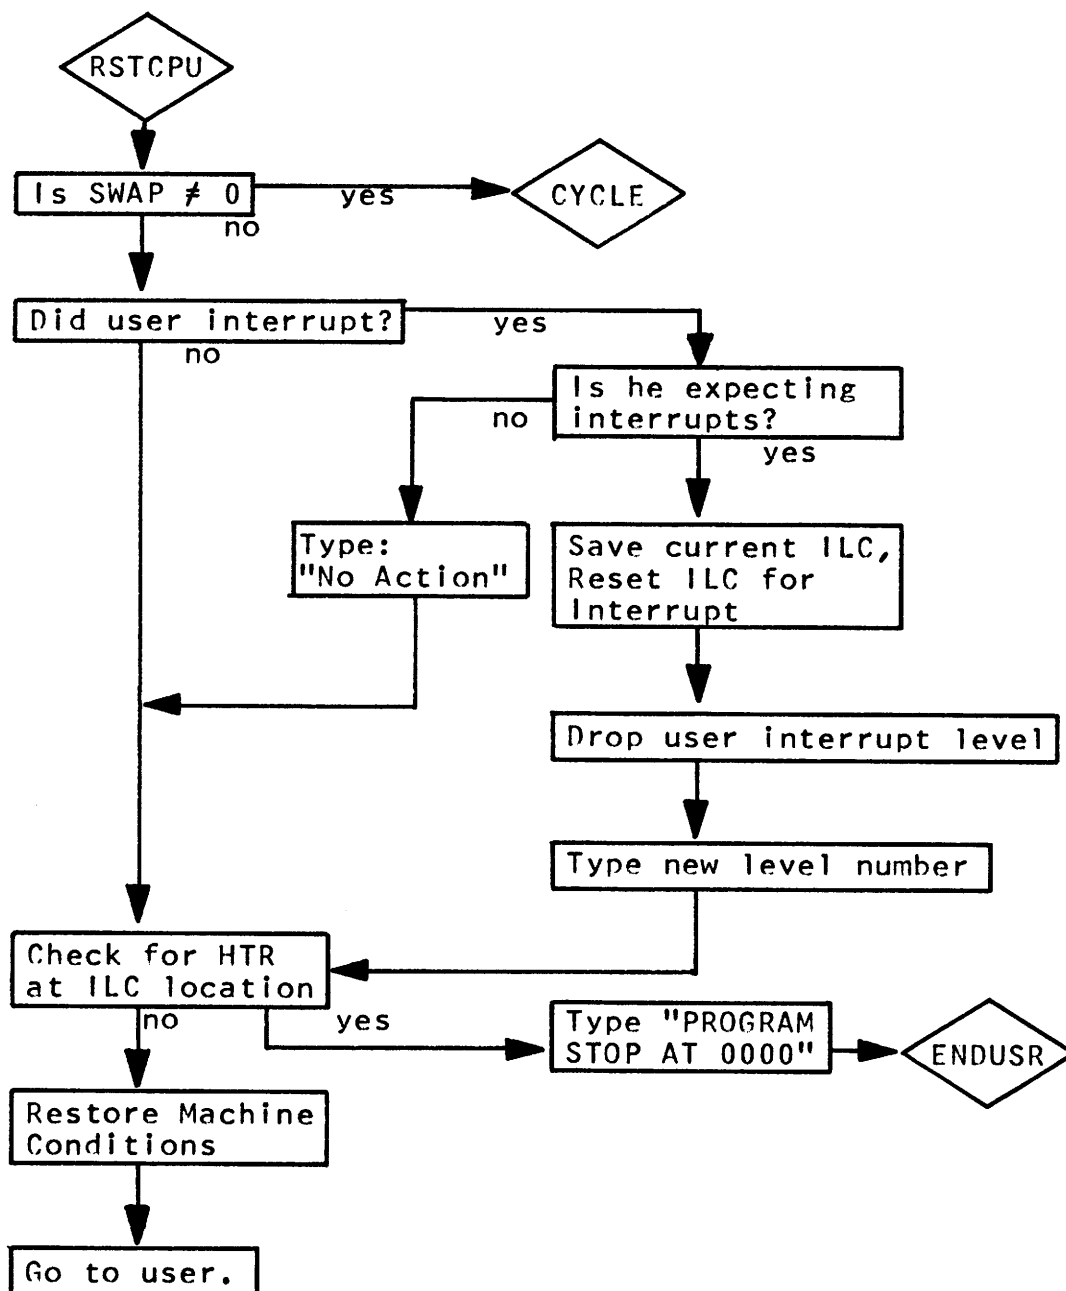 RSTCPU
Is SWAP ≠ 0
yes
CYCLE
no
Did user interrupt?
yes
no
Is he expecting
interrupts?
no
yes
Type:
"No Action"
Save current ILC,
Reset ILC for
Interrupt
Drop user interrupt level
Type new level number
Check for HTR
at ILC location
no
yes
Type "PROGRAM
STOP AT 0000"
ENDUSR
Restore Machine
Conditions
Go to user.